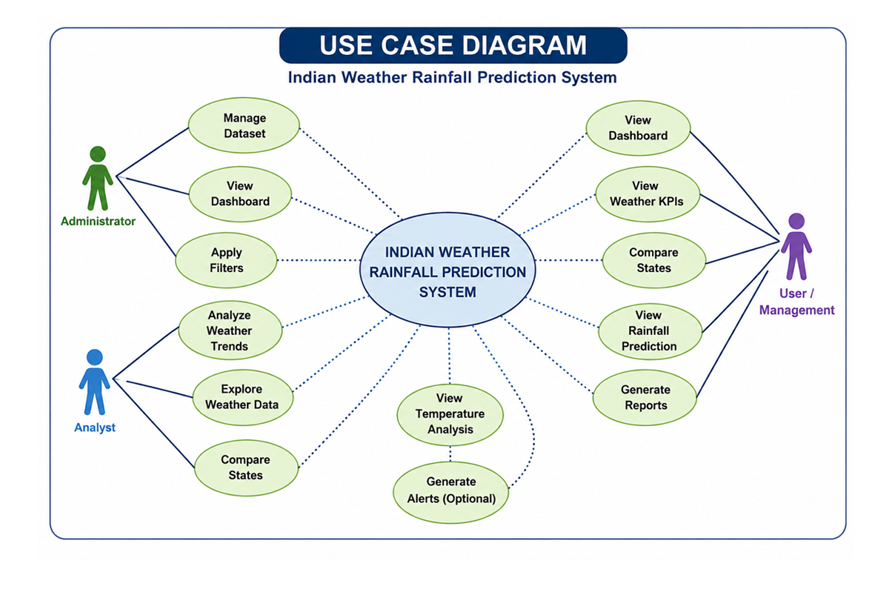 USE CASE DIAGRAM
Indian Weather Rainfall Prediction System
Manage
Dataset
View
Dashboard
Apply
Filters
Administrator
Analyze
Weather
Trends
Explore
Weather Data
Compare
States
Analyst
INDIAN WEATHER
RAINFALL PREDICTION
SYSTEM
View
Temperature
Analysis
Generate
Alerts (Optional)
View
Dashboard
View
Weather KPIs
Compare
States
View
Rainfall
Prediction
Generate
Reports
User /
Management